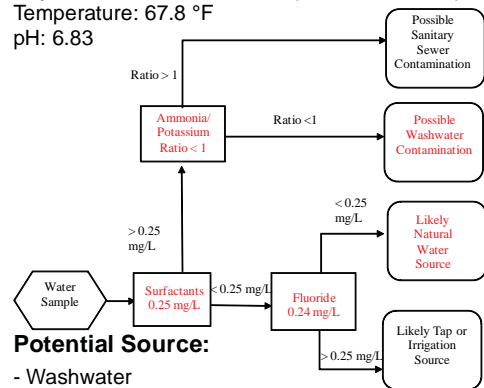 Temperature: 67.8 °F
pH: 6.83
Possible
Sanitary
Sewer
Contamination
Ratio > 1
Ammonia/
Potassium
Ratio < 1
Ratio <1
Possible
Washwater
Contamination
> 0.25
mg/L
< 0.25
mg/L
Likely
Natural
Water
Source
Water
Sample
Surfactants
0.25 mg/L
< 0.25 mg/L
Fluoride
0.24 mg/L
> 0.25 mg/L
Likely Tap or
Irrigation
Source
Potential Source:
- Washwater